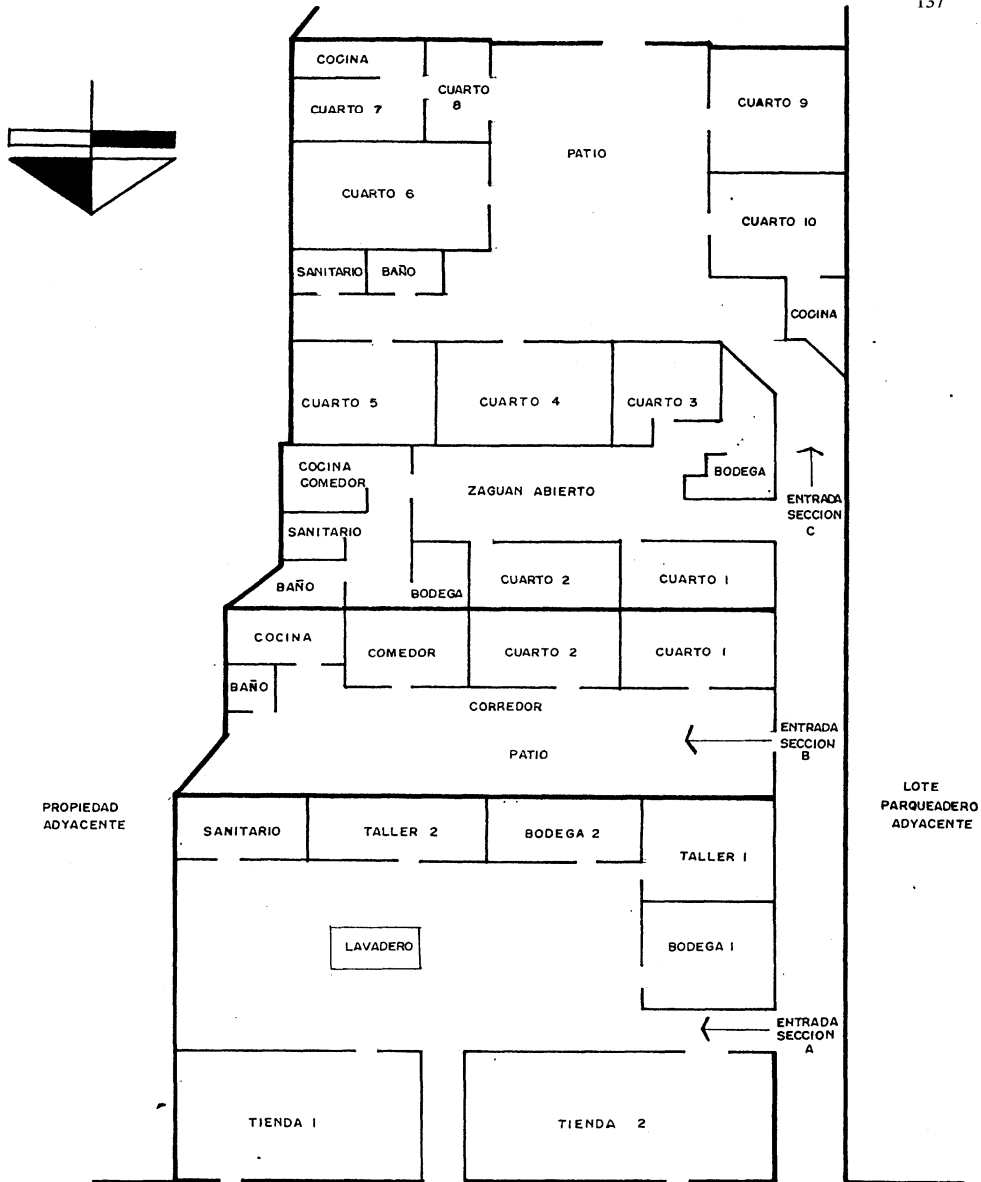 137
COCINA
CUARTO 7
CUARTO
8
CUARTO 9
PATIO
CUARTO 6
CUARTO 10
SANITARIO
BAÑO
COCINA
CUARTO 5
CUARTO 4
CUARTO 3
COCINA
COMEDOR
ZAGUAN ABIERTO
BODEGA
ENTRADA
SECCION
C
SANITARIO
BAÑO
BODEGA
CUARTO 2
CUARTO 1
COCINA
COMEDOR
CUARTO 2
CUARTO 1
BAÑO
CORREDOR
PATIO
ENTRADA
SECCION
B
PROPIEDAD
ADYACENTE
LOTE
PARQUEADERO
ADYACENTE
SANITARIO
TALLER 2
BODEGA 2
TALLER 1
LAVADERO
BODEGA 1
ENTRADA
SECCION
A
TIENDA 1
TIENDA 2